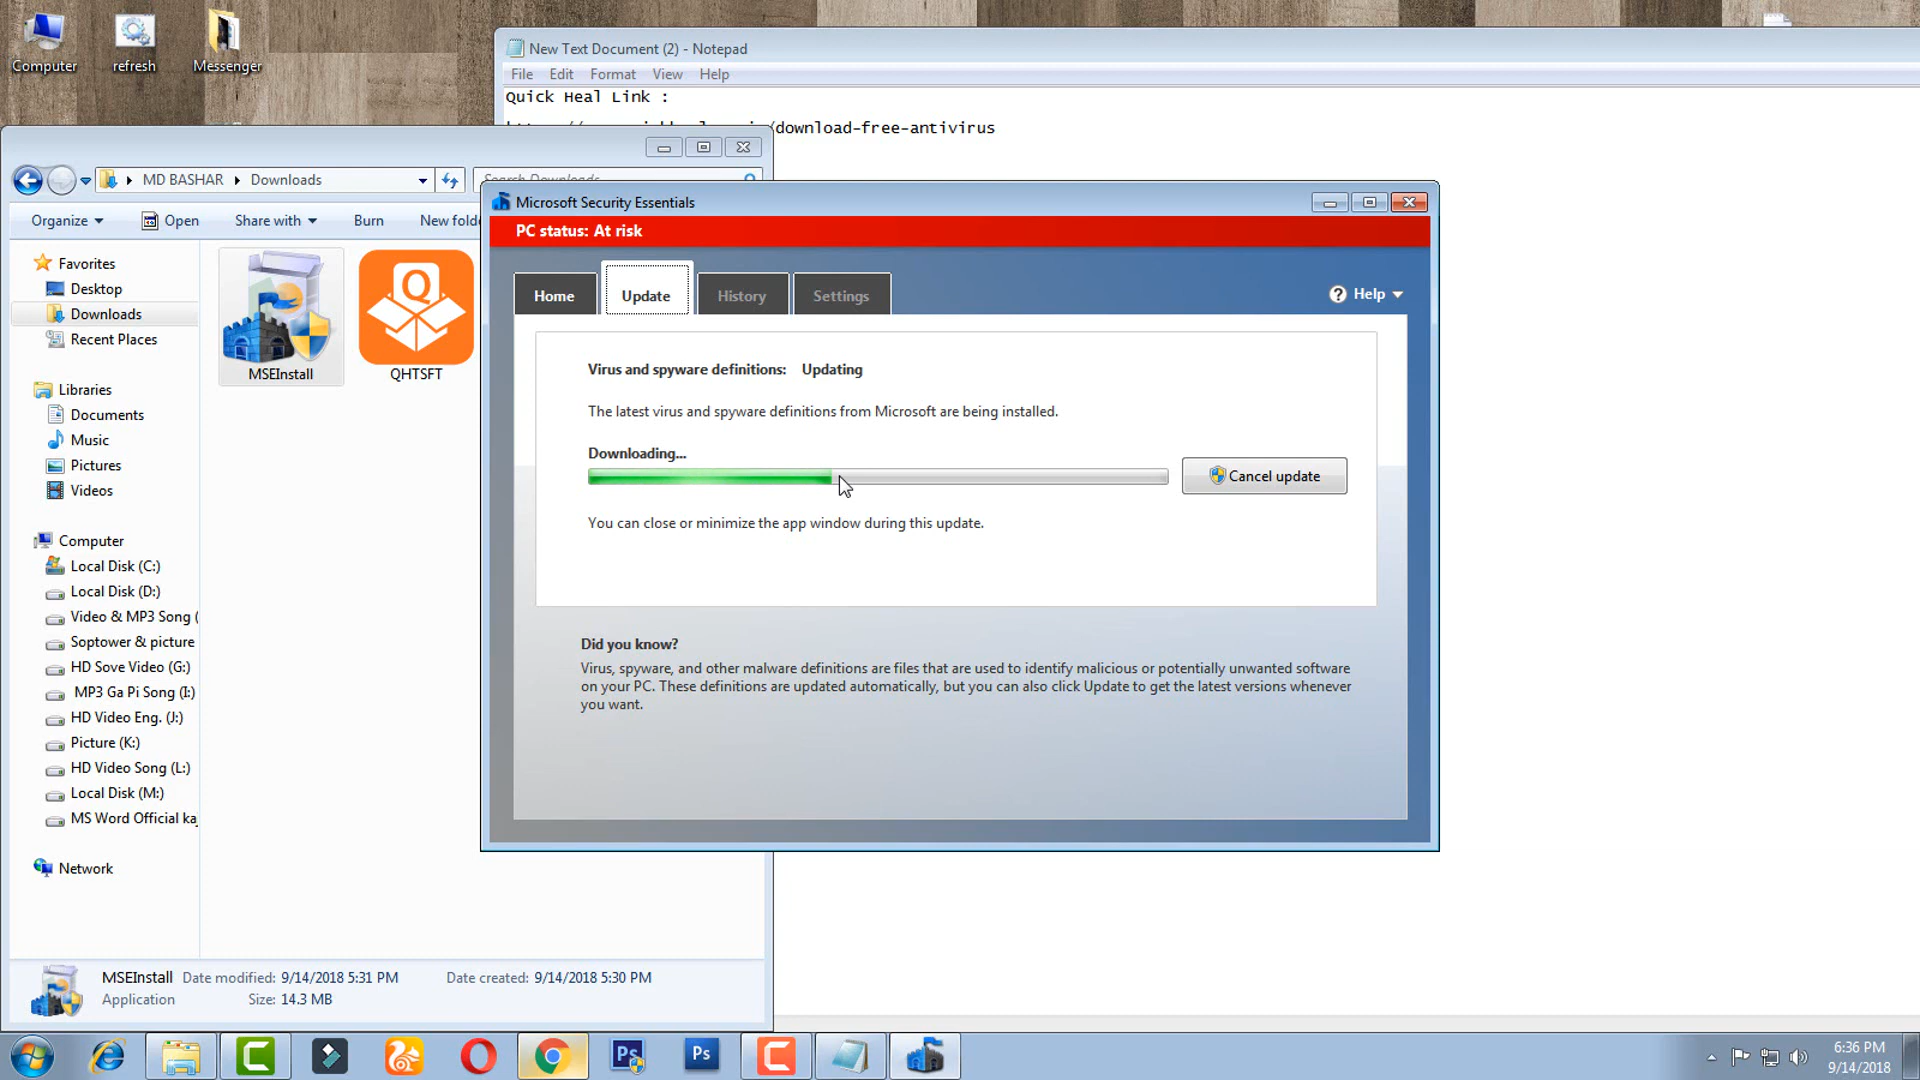 Computer
refresh
Messenger
New Text Document (2) - Notepad
File Edit Format View Help
Quick Heal Link :
/download-free-antivirus
MD BASHAR Downloads
Search Downloads
Organize Open Share with Burn New folde
Favorites
Desktop
Downloads
Recent Places
Libraries
Documents
Music
Pictures
Videos
Computer
Local Disk (C:)
Local Disk (D:)
Video & MP3 Song (
Soptower & picture
HD Sove Video (G:)
MP3 Ga Pi Song (I:)
HD Video Eng. (J:)
Picture (K:)
HD Video Song (L:)
Local Disk (M:)
MS Word Official kaj
Network
MSEInstall
QHTSFT
Microsoft Security Essentials
PC status: At risk
Home Update History Settings Help
Virus and spyware definitions: Updating
The latest virus and spyware definitions from Microsoft are being installed.
Downloading...
Cancel update
You can close or minimize the app window during this update.
Did you know?
Virus, spyware, and other malware definitions are files that are used to identify malicious or potentially unwanted software
on your PC. These definitions are updated automatically, but you can also click Update to get the latest versions whenever
you want.
MSEInstall Date modified: 9/14/2018 5:31 PM Date created: 9/14/2018 5:30 PM
Application Size: 14.3 MB
6:36 PM
9/14/2018